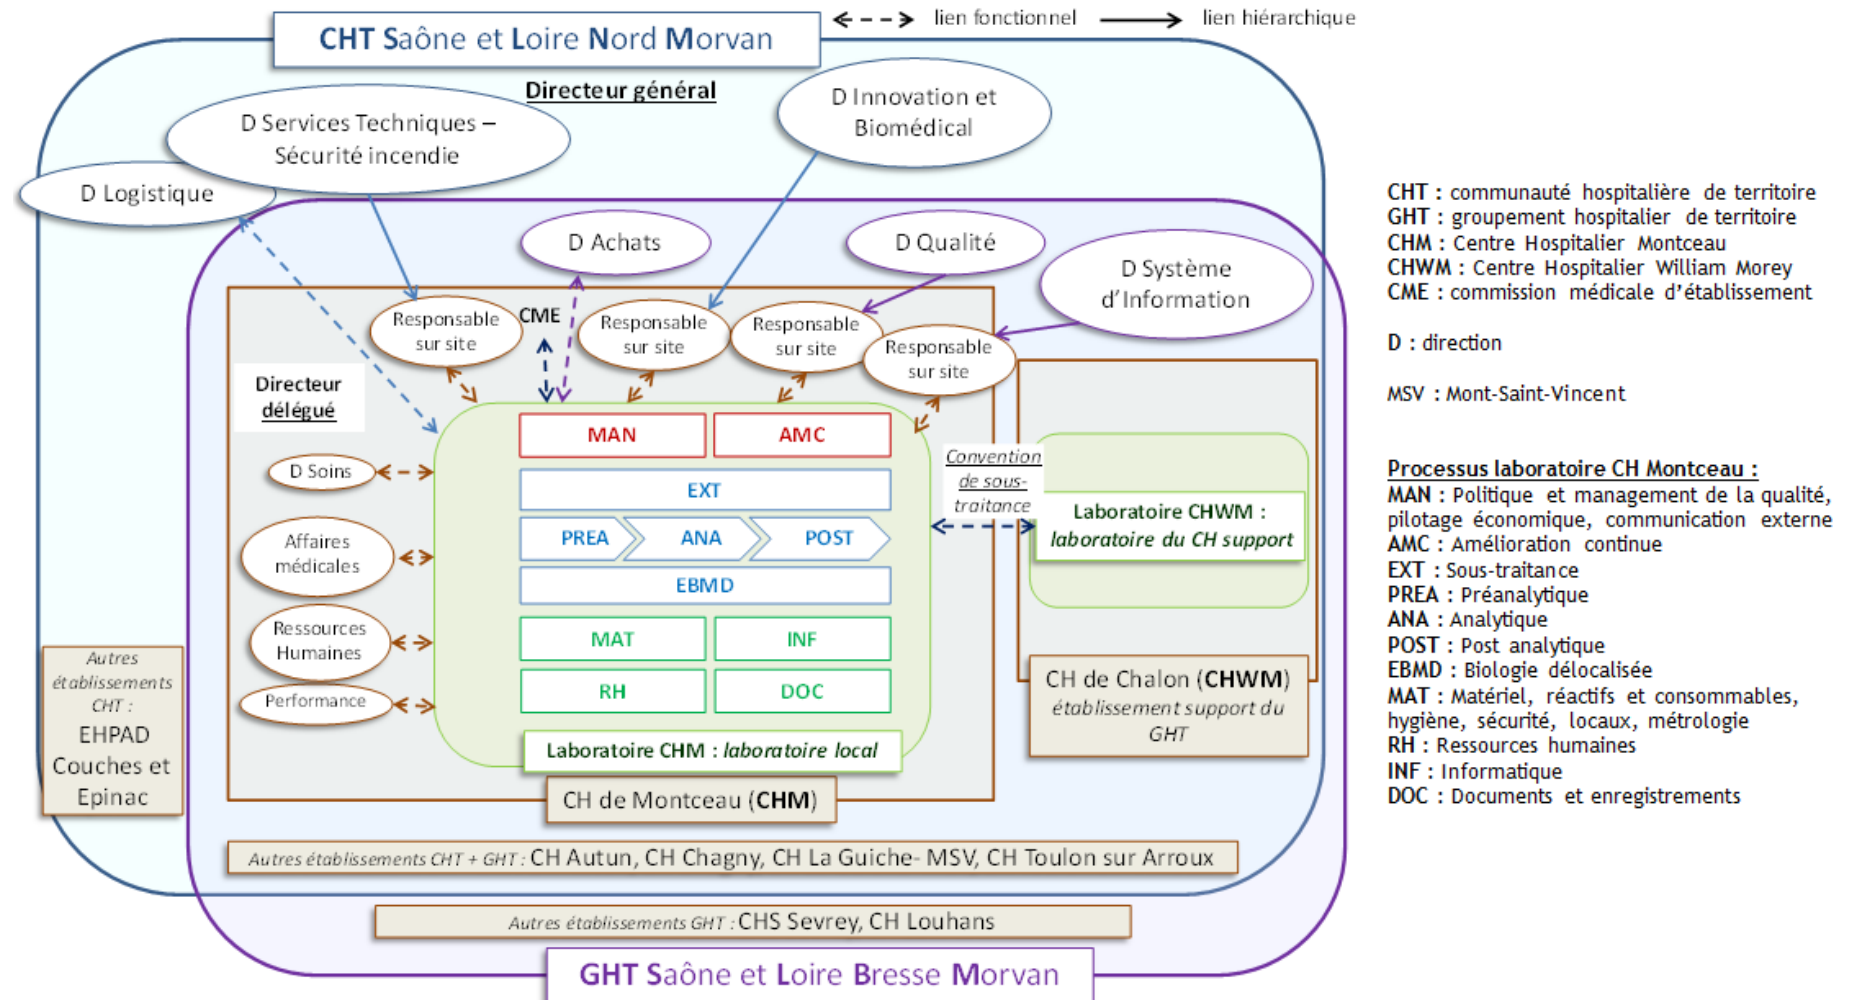 lien fonctionnel
lien hiérarchique
CHT Saône et Loire Nord Morvan
Directeur général
D Services Techniques –
Sécurité incendie
D Innovation et
Biomédical
D Logistique
D Achats
D Qualité
D Système
d’Information
Responsable
sur site
CME
Responsable
sur site
Responsable
sur site
Responsable
sur site
Directeur
délégué
D Soins
Affaires
médicales
Ressources
Humaines
Performance
MAN
AMC
EXT
PREA
ANA
POST
EBMD
MAT
INF
RH
DOC
Laboratoire CHM : laboratoire local
CH de Montceau (CHM)
Convention
de sous-
traitance
Laboratoire CHWM :
laboratoire du CH support
CH de Chalon (CHWM)
établissement support du
GHT
Autres
établissements
CHT :
EHPAD
Couches et
Epinac
Autres établissements CHT + GHT : CH Autun, CH Chagny, CH La Guiche- MSV, CH Toulon sur Arroux
Autres établissements GHT : CHS Sevrey, CH Louhans
GHT Saône et Loire Bresse Morvan
CHT : communauté hospitalière de territoire
GHT : groupement hospitalier de territoire
CHM : Centre Hospitalier Montceau
CHWM : Centre Hospitalier William Morey
CME : commission médicale d’établissement
D : direction
MSV : Mont-Saint-Vincent
Processus laboratoire CH Montceau :
MAN : Politique et management de la qualité,
pilotage économique, communication externe
AMC : Amélioration continue
EXT : Sous-traitance
PREA : Préanalytique
ANA : Analytique
POST : Post analytique
EBMD : Biologie délocalisée
MAT : Matériel, réactifs et consommables,
hygiène, sécurité, locaux, métrologie
RH : Ressources humaines
INF : Informatique
DOC : Documents et enregistrements